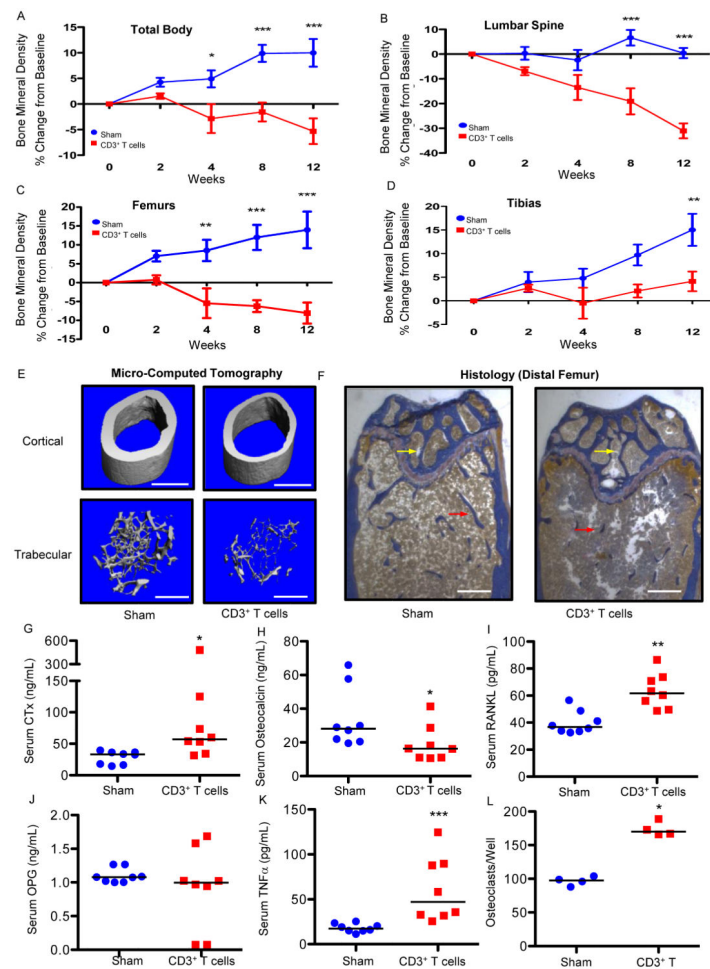 A
Total Body
Bone Mineral Density
% Change from Baseline
15
10
5
0
-5
-10
*
***
***
Sham
CD3⁺ T cells
0
2
4
8
12
Weeks
B
Lumbar Spine
Bone Mineral Density
% Change from Baseline
10
0
-10
-20
-30
-40
***
***
Sham
CD3⁺ T cells
0
2
4
8
12
C
Femurs
Bone Mineral Density
% Change from Baseline
20
15
10
5
0
-5
-10
-15
**
***
***
Sham
CD3⁺ T cells
0
2
4
8
12
Weeks
D
Tibias
Bone Mineral Density
% Change from Baseline
20
15
10
5
0
-5
**
Sham
CD3⁺ T cells
0
2
4
8
12
Weeks
E
Micro-Computed Tomography
Cortical
Trabecular
Sham
CD3⁺ T cells
F
Histology (Distal Femur)
Sham
CD3⁺ T cells
G
Serum CTx (ng/mL)
600
300
150
100
50
0
*
Sham
CD3⁺ T cells
H
Serum Osteocalcin (ng/mL)
80
60
40
20
0
*
Sham
CD3⁺ T cells
I
Serum RANKL (pg/mL)
100
80
60
40
20
0
**
Sham
CD3⁺ T cells
J
Serum OPG (ng/mL)
2.0
1.5
1.0
0.5
0.0
Sham
CD3⁺ T cells
K
Serum TNFα (pg/mL)
150
100
50
0
***
Sham
CD3⁺ T cells
L
Osteoclasts/Well
200
150
100
50
0
*
Sham
CD3⁺ T